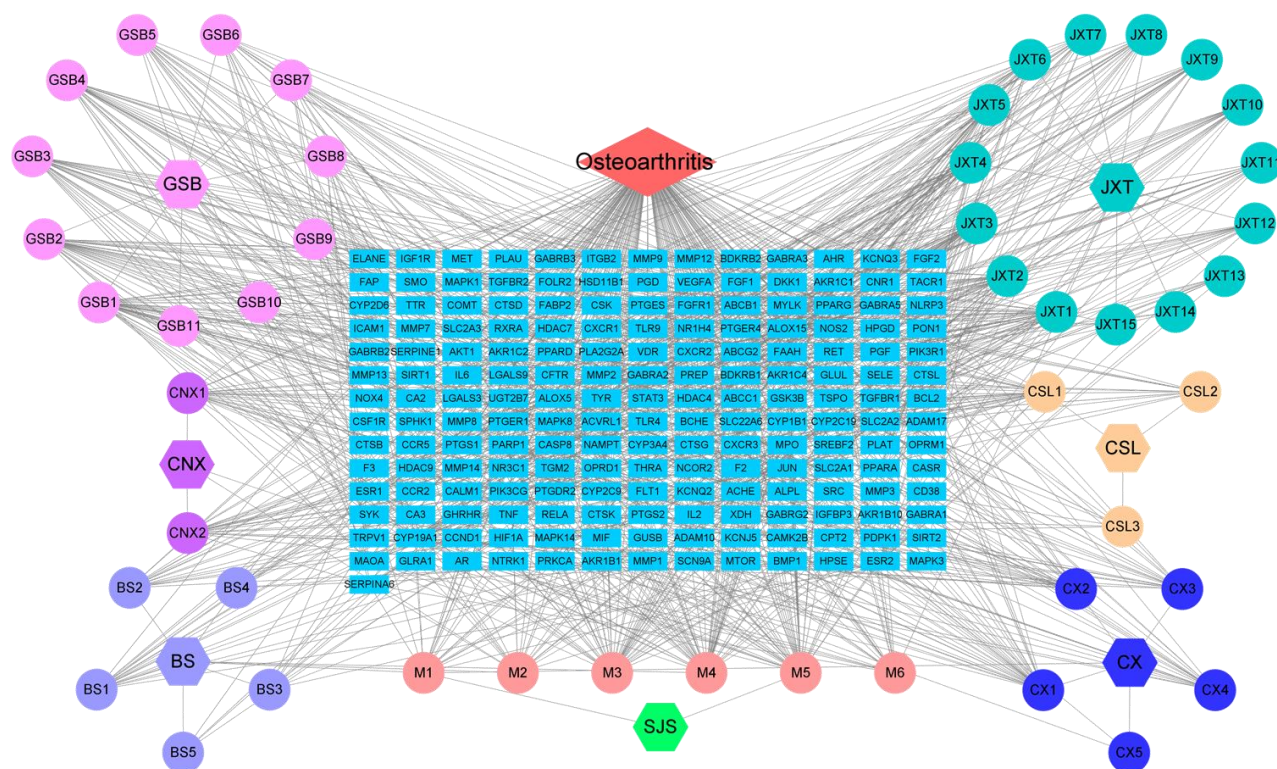 GSB5
GSB6
GSB4
GSB7
GSB3
GSB8
GSB
GSB2
GSB9
GSB1
GSB10
GSB11
JXT7
JXT8
JXT6
JXT9
JXT5
JXT10
JXT4
JXT11
JXT
JXT3
JXT12
JXT2
JXT13
JXT1
JXT14
JXT15
Osteoarthritis
ELANE IGF1R MET PLAU GABRB3 ITGB2 MMP9 MMP12 BDKRB2 GABRA3 AHR KCNQ3 FGF2
FAP SMO MAPK1 TGFBR2 FOLR2 HSD11B1 PGD VEGFA FGF1 DKK1 AKR1C1 CNR1 TACR1
CYP2D6 TTR COMT CTSD FABP2 CSK PTGES FGFR1 ABCB1 MYLK PPARG GABRA5 NLRP3
ICAM1 MMP7 SLC2A3 RXRA HDAC7 CXCR1 TLR9 NR1H4 PTGER4 ALOX15 NOS2 HPGD PON1
GABRB2 SERPINE1 AKT1 AKR1C2 PPARD PLA2G2A VDR CXCR2 ABCG2 FAAH RET PGF PIK3R1
MMP13 SIRT1 IL6 LGALS9 CFTR MMP2 GABRA2 PREP BDKRB1 AKR1C4 GLUL SELE CTSL
NOX4 CA2 LGALS3 UGT2B7 ALOX5 TYR STAT3 HDAC4 ABCC1 GSK3B TSPO TGFBR1 BCL2
CSF1R SPHK1 MMP8 PTGER1 MAPK8 ACVRL1 TLR4 BCHE SLC22A6 CYP1B1 CYP2C19 SLC2A2 ADAM17
CTSB CCR5 PTGS1 PARP1 CASP8 NAMPT CYP3A4 CTSG CXCR3 MPO SREBF2 PLAT OPRM1
F3 HDAC9 MMP14 NR3C1 TGM2 OPRD1 THRA NCOR2 F2 JUN SLC2A1 PPARA CASR
ESR1 CCR2 CALM1 PIK3CG PTGDR2 CYP2C9 FLT1 KCNQ2 ACHE ALPL SRC MMP3 CD38
SYK CA3 GHRHR TNF RELA CTSK PTGS2 IL2 XDH GABRG2 IGFBP3 AKR1B10 GABRA1
TRPV1 CYP19A1 CCND1 HIF1A MAPK14 MIF GUSB ADAM10 KCNJ5 CAMK2B CPT2 PDPK1 SIRT2
MAOA GLRA1 AR NTRK1 PRKCA AKR1B1 MMP1 SCN9A MTOR BMP1 HPSE ESR2 MAPK3
SERPINA6
CNX1
CNX
CNX2
CSL1
CSL2
CSL
CSL3
BS2
BS4
BS
BS1
BS3
BS5
M1 M2 M3 M4 M5 M6
SJS
CX2
CX3
CX
CX1
CX4
CX5